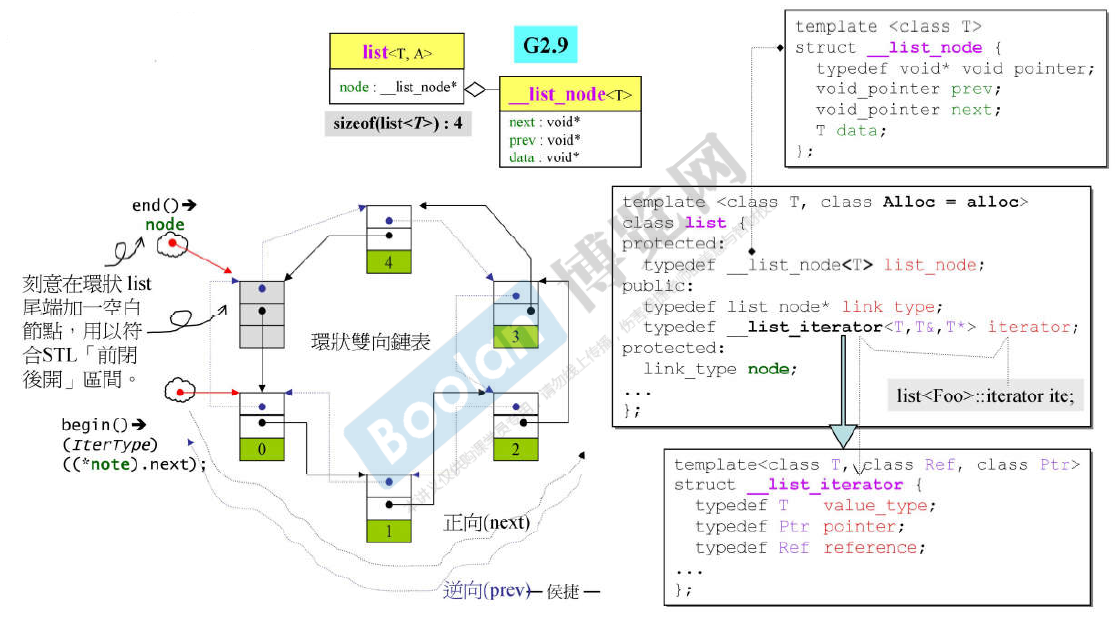 G2.9
list<T, A>
node : __list_node*
sizeof(list<T>) : 4
__list_node<T>
next : void*
prev : void*
data : void*
template <class T>
struct __list_node {
typedef void* void pointer;
void_pointer prev;
void_pointer next;
T data;
};
end()➔
node
刻意在環狀 list
尾端加一空白
節點，用以符
合STL「前閉
後開」區間。
begin()➔
(IterType)
((*note).next);
環狀雙向鏈表
4
3
0
2
1
正向(next)
逆向(prev)
— 侯捷 —
template <class T, class Alloc = alloc>
class list {
protected:
typedef __list_node<T> list_node;
public:
typedef list node* link type;
typedef __list_iterator<T,T&,T*> iterator;
protected:
link_type node;
...
};
list<Foo>::iterator ite;
template<class T, class Ref, class Ptr>
struct __list_iterator {
typedef T value_type;
typedef Ptr pointer;
typedef Ref reference;
...
};
Boolan
博览网